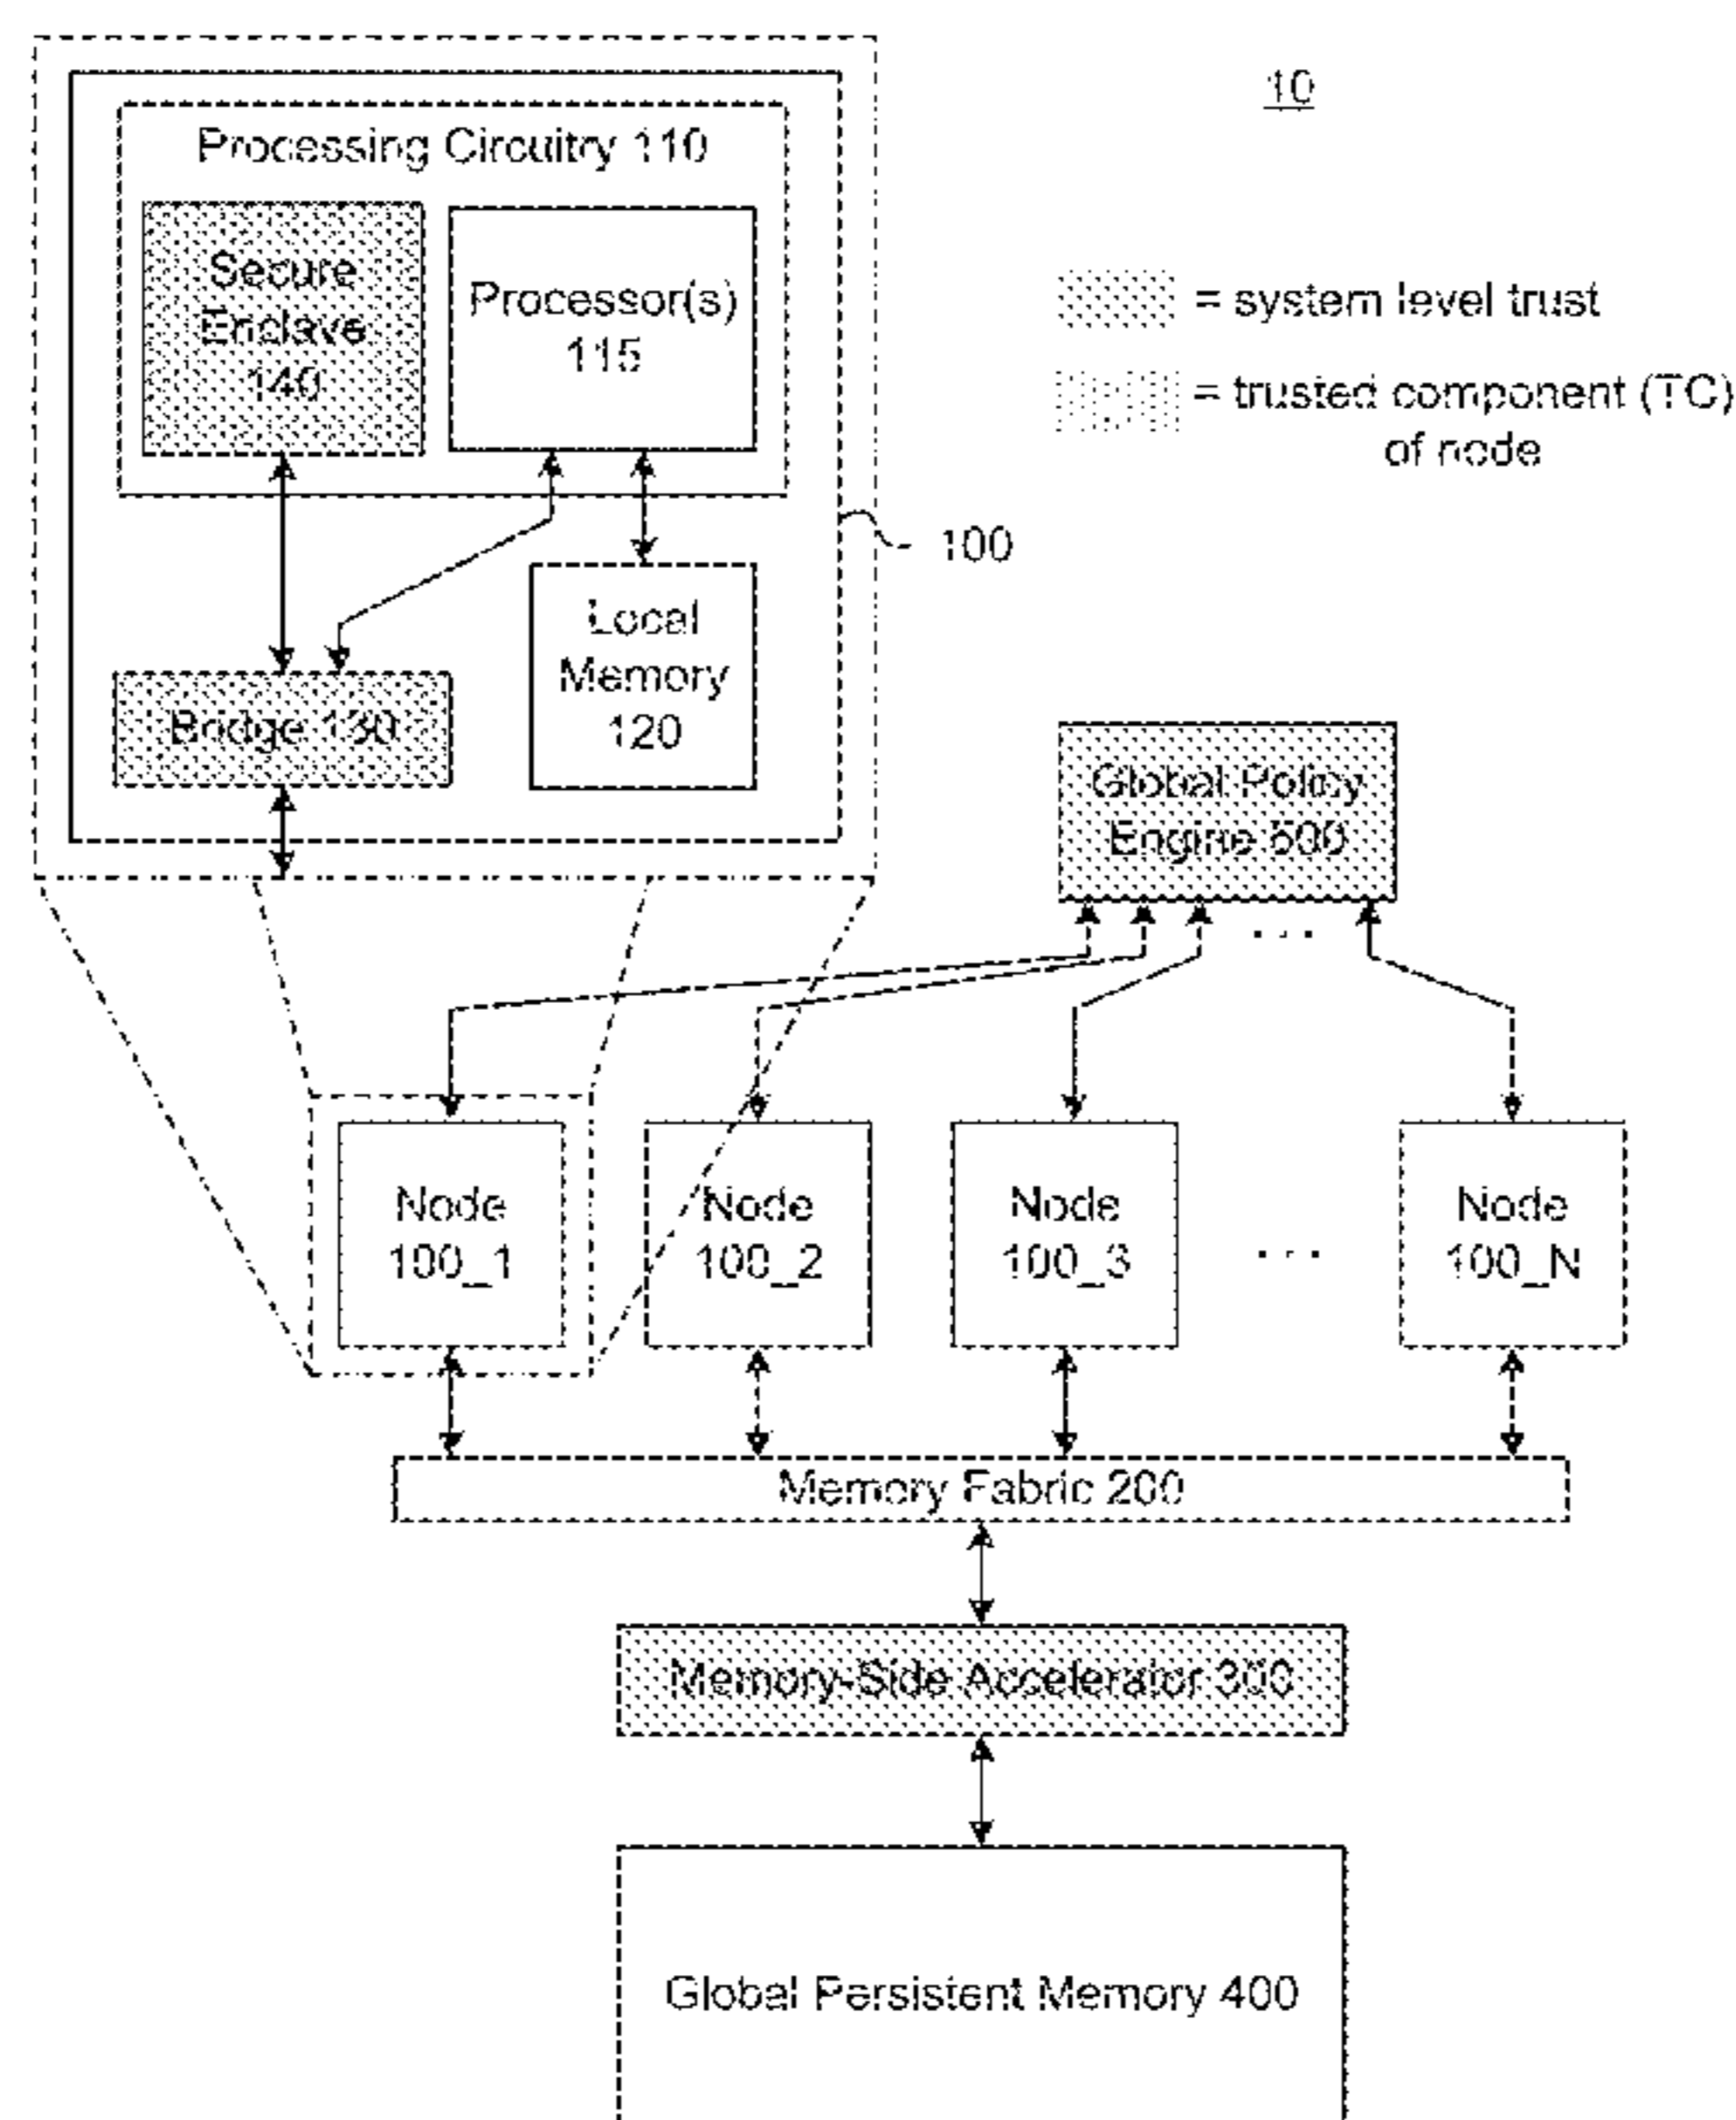 10
Processing Circuitry 110
Secure
Enclave
140
Processor(s)
115
= system level trust
= trusted component (TC)
of node
100
Local
Memory
120
Bridge 130
Global Policy
Engine 500
. . .
Node
100_1
Node
100_2
Node
100_3
. . .
Node
100_N
Memory Fabric 200
Memory-Side Accelerator 300
Global Persistent Memory 400